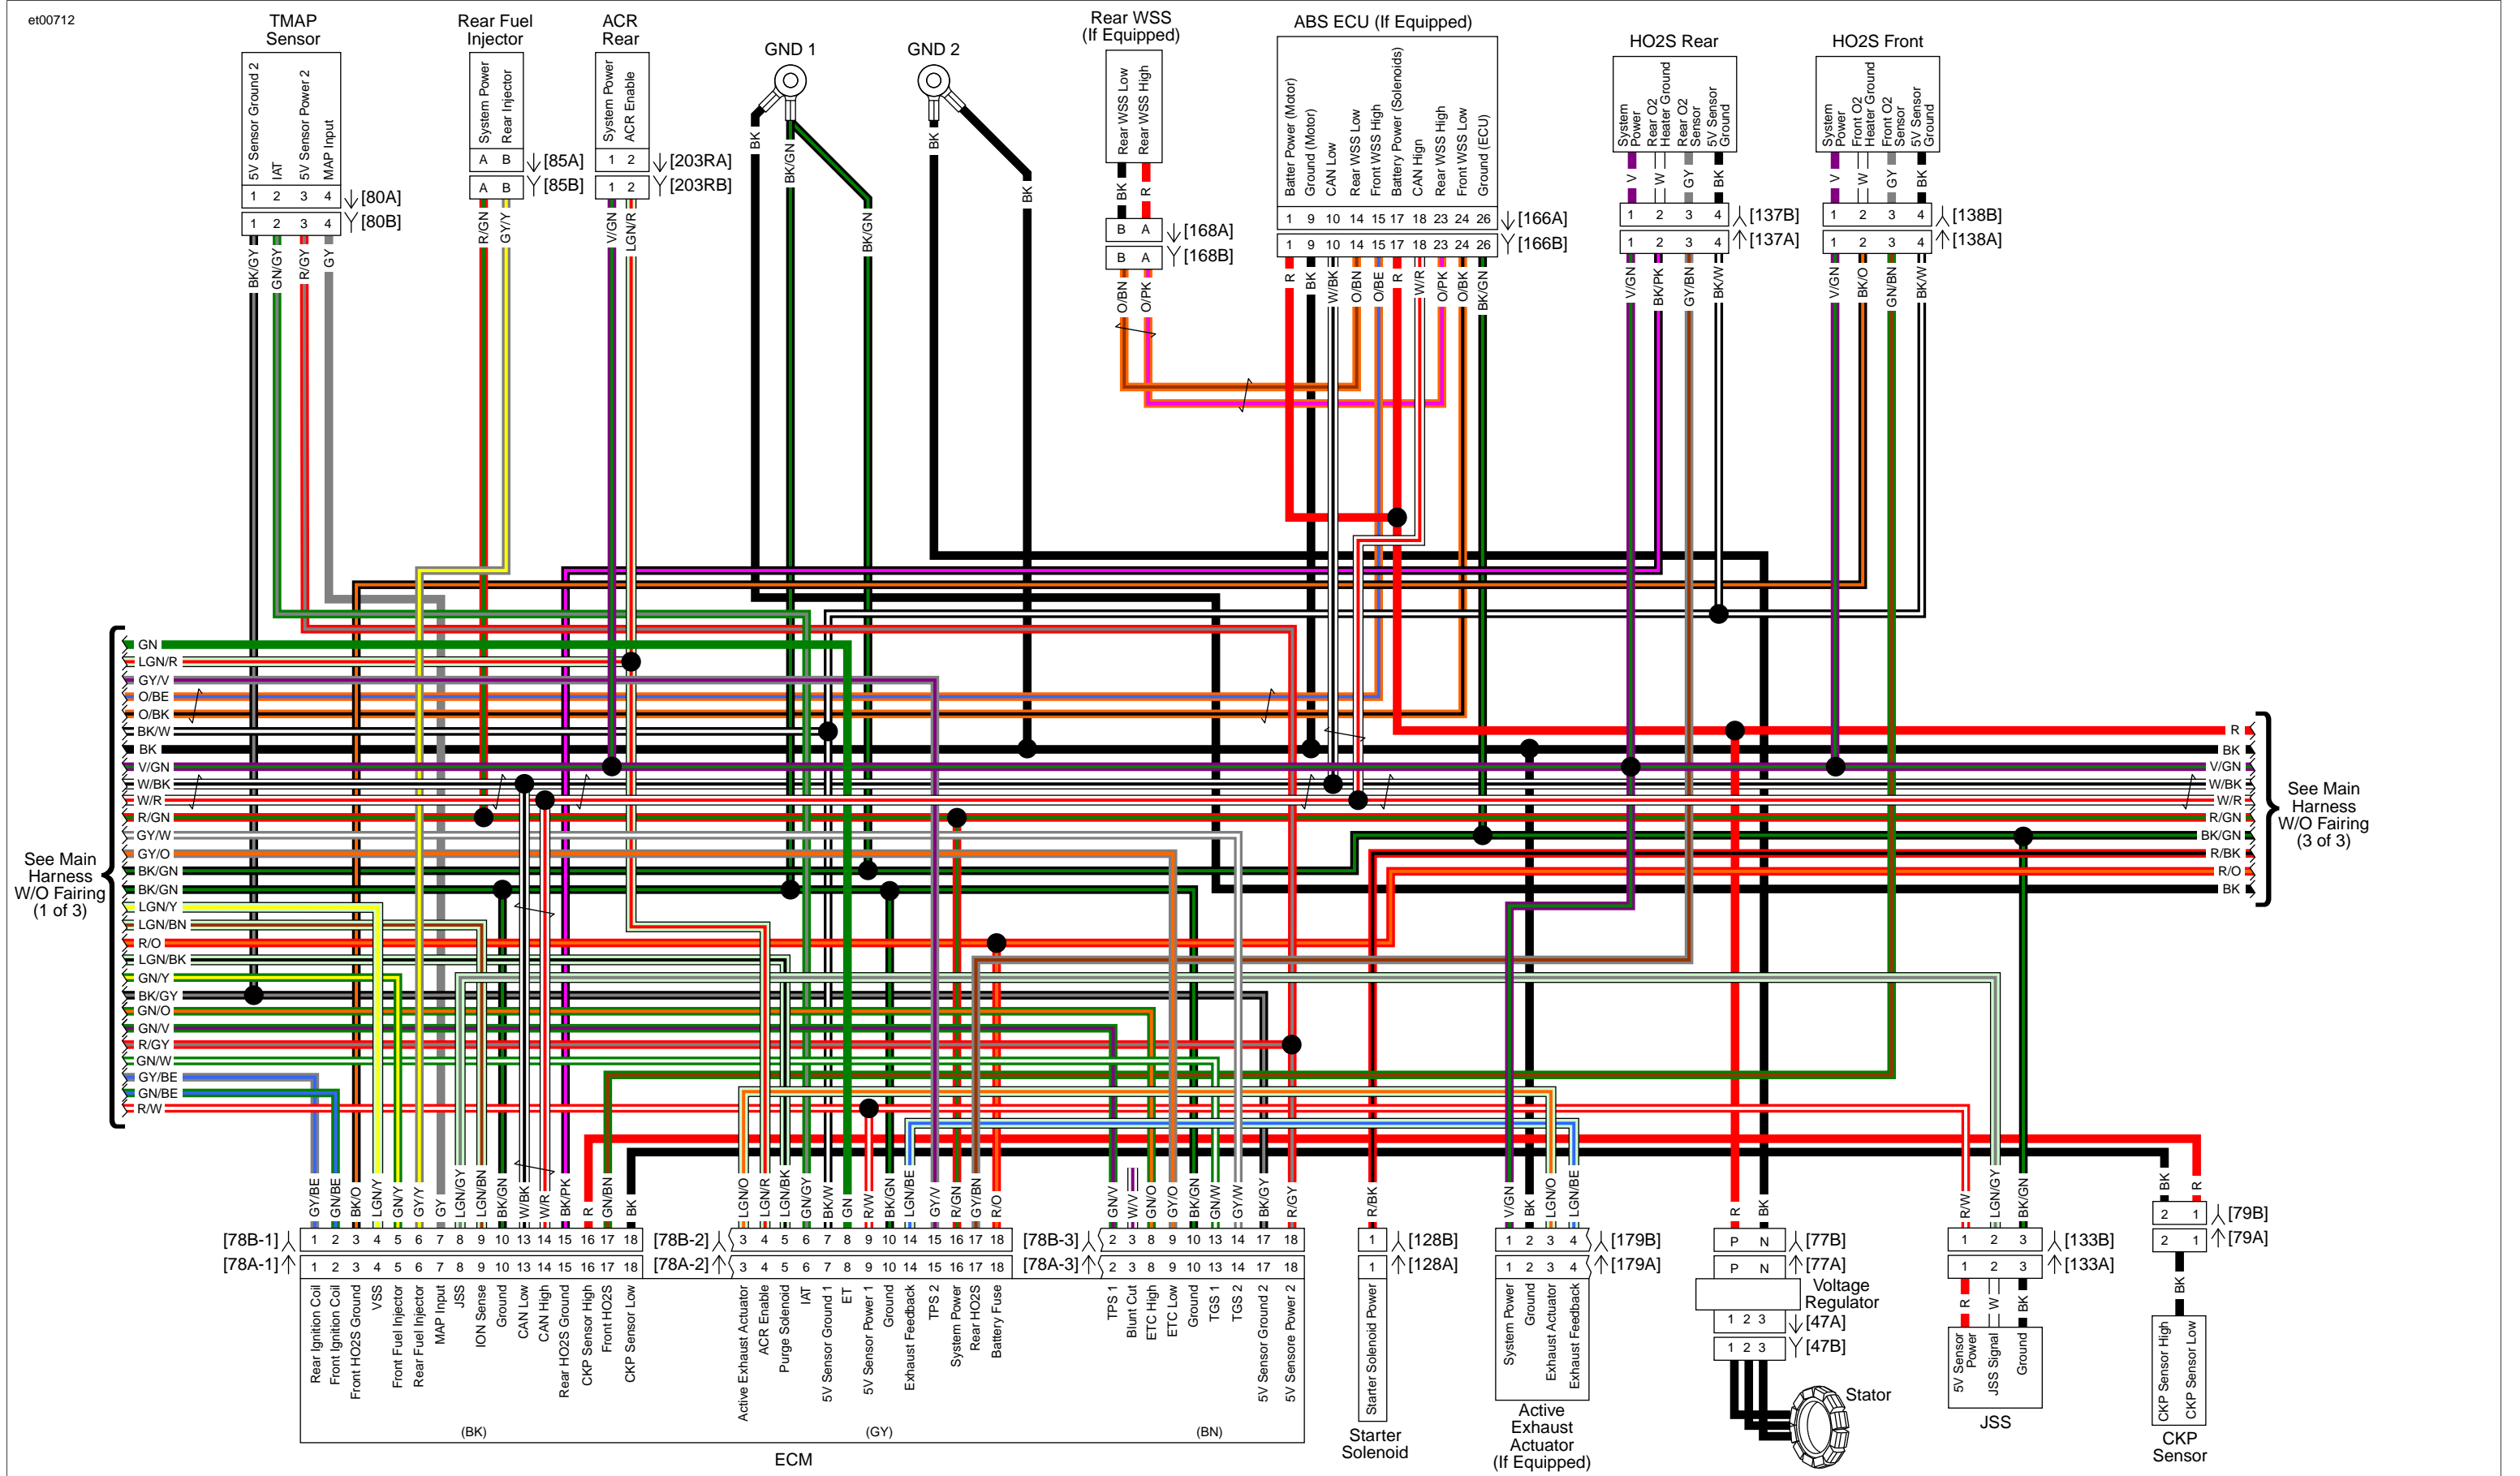 et00712
TMAP
Sensor
Rear Fuel
Injector
ACR
Rear
GND 1
GND 2
Rear WSS
(If Equipped)
ABS ECU (If Equipped)
HO2S Rear
HO2S Front
5V Sensor Ground 2
IAT
5V Sensor Power 2
MAP Input
1 2 3 4 [80A]
1 2 3 4 [80B]
BK/GY
GN/GY
R/GY
GY
System Power
Rear Injector
A B [85A]
A B [85B]
R/GN
GY/Y
System Power
ACR Enable
1 2 [203RA]
1 2 [203RB]
V/GN
LGN/R
BK
BK/GN
BK/GN
BK
BK
Rear WSS Low
Rear WSS High
BK
R
B A [168A]
B A [168B]
O/BN
O/PK
Batter Power (Motor)
Ground (Motor)
CAN Low
Rear WSS Low
Front WSS High
Battery Power (Solenoids)
CAN Hign
Rear WSS High
Front WSS Low
Ground (ECU)
1 9 10 14 15 17 18 23 24 26 [166A]
1 9 10 14 15 17 18 23 24 26 [166B]
R
BK
W/BK
O/BN
O/BE
R
W/R
O/PK
O/BK
BK/GN
System
Power
Rear O2
Heater Ground
Rear O2
Sensor
5V Sensor
Ground
V
W
GY
BK
1 2 3 4 [137B]
1 2 3 4 [137A]
V/GN
BK/PK
GY/BN
BK/W
System
Power
Front O2
Heater Ground
Front O2
Sensor
5V Sensor
Ground
V
W
GY
BK
1 2 3 4 [138B]
1 2 3 4 [138A]
V/GN
BK/O
GN/BN
BK/W
See Main
Harness
W/O Fairing
(1 of 3)
GN
LGN/R
GY/V
O/BE
O/BK
BK/W
BK
V/GN
W/BK
W/R
R/GN
GY/W
GY/O
BK/GN
BK/GN
LGN/Y
LGN/BN
R/O
LGN/BK
GN/Y
BK/GY
GN/O
GN/V
R/GY
GN/W
GY/BE
GN/BE
R/W
R
BK
V/GN
W/BK
W/R
R/GN
BK/GN
R/BK
R/O
BK
See Main
Harness
W/O Fairing
(3 of 3)
GY/BE
GN/BE
BK/O
LGN/Y
GN/Y
GY/Y
GY
LGN/GY
LGN/BN
BK/GN
W/BK
W/R
BK/PK
R
GN/BN
BK
[78B-1] 1 2 3 4 5 6 7 8 9 10 13 14 15 16 17 18
[78A-1] 1 2 3 4 5 6 7 8 9 10 13 14 15 16 17 18
Rear Ignition Coil
Front Ignition Coil
Front HO2S Ground
VSS
Front Fuel Injector
Rear Fuel Injector
MAP Input
JSS
ION Sense
Ground
CAN Low
CAN High
Rear HO2S Ground
CKP Sensor High
Front HO2S
CKP Sensor Low
(BK)
LGN/O
LGN/R
LGN/BK
GN/GY
BK/W
GN
R/W
BK/GN
LGN/BE
GY/V
R/GN
GY/BN
R/O
[78B-2] 3 4 5 6 7 8 9 10 14 15 16 17 18
[78A-2] 3 4 5 6 7 8 9 10 14 15 16 17 18
Active Exhaust Actuator
ACR Enable
Purge Solenoid
IAT
5V Sensor Ground 1
ET
5V Sensor Power 1
Ground
Exhaust Feedback
TPS 2
System Power
Rear HO2S
Battery Fuse
(GY)
GN/V
W/V
GN/O
GY/O
BK/GN
GN/W
GY/W
BK/GY
R/GY
[78B-3] 2 3 8 9 10 13 14 17 18
[78A-3] 2 3 8 9 10 13 14 17 18
TPS 1
Blunt Cut
ETC High
ETC Low
Ground
TGS 1
TGS 2
5V Sensor Ground 2
5V Sensore Power 2
(BN)
ECM
R/BK
1 [128B]
1 [128A]
Starter Solenoid Power
Starter
Solenoid
V/GN
BK
LGN/O
LGN/BE
1 2 3 4 [179B]
1 2 3 4 [179A]
System Power
Ground
Exhaust Actuator
Exhaust Feedback
Active
Exhaust
Actuator
(If Equipped)
R
BK
P N [77B]
P N [77A]
Voltage
Regulator
1 2 3 [47A]
1 2 3 [47B]
Stator
R/W
LGN/GY
BK/GN
1 2 3 [133B]
1 2 3 [133A]
R
W
BK
5V Sensor
Power
JSS Signal
Ground
JSS
BK
R
2 1 [79B]
2 1 [79A]
BK
CKP Sensor High
CKP Sensor Low
CKP
Sensor